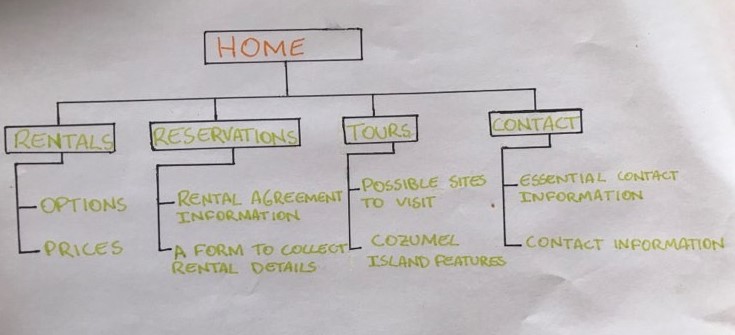 HOME
RENTALS
RESERVATIONS
TOURS
CONTACT
OPTIONS
PRICES
RENTAL AGREEMENT
INFORMATION
A FORM TO COLLECT
RENTAL DETAILS
POSSIBLE SITES
TO VISIT
COZUMEL
ISLAND FEATURES
ESSENTIAL CONTACT
INFORMATION
CONTACT INFORMATION